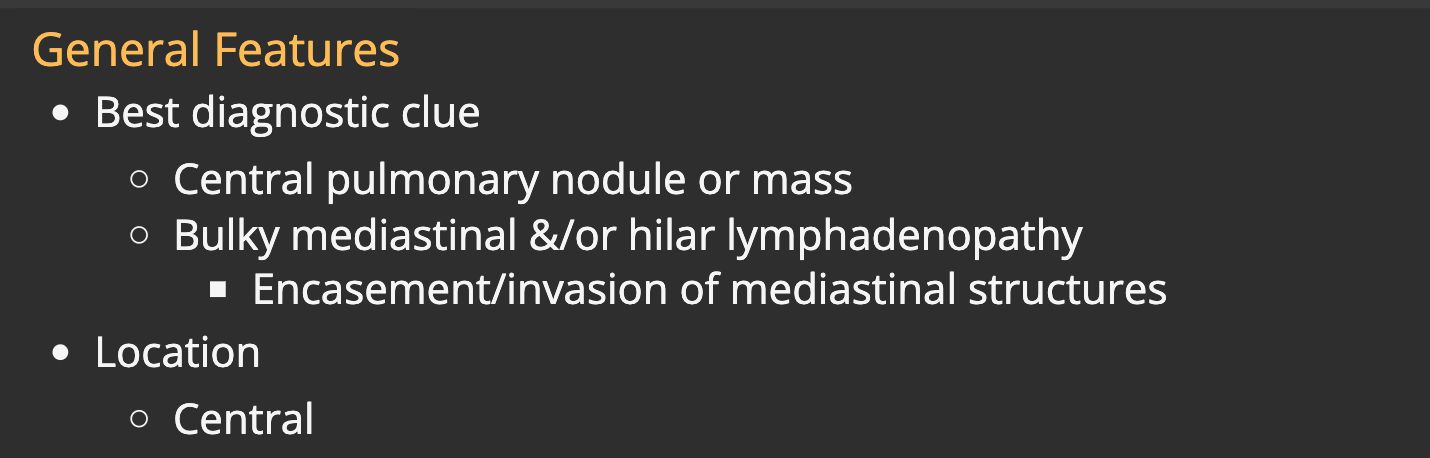 General Features
• Best diagnostic clue
○ Central pulmonary nodule or mass
○ Bulky mediastinal &/or hilar lymphadenopathy
■ Encasement/invasion of mediastinal structures
• Location
○ Central